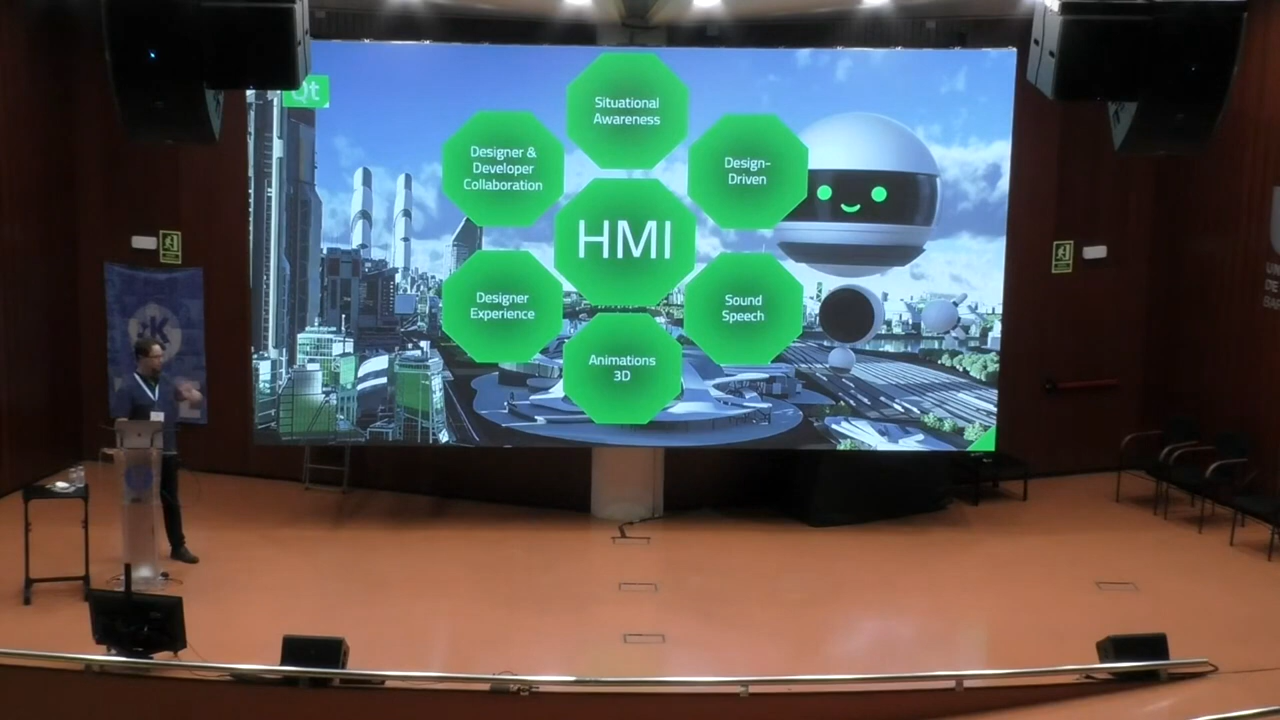 Qt
Situational
Awareness
Designer &
Developer
Collaboration
Design-
Driven
HMI
Designer
Experience
Sound
Speech
Animations
3D
K